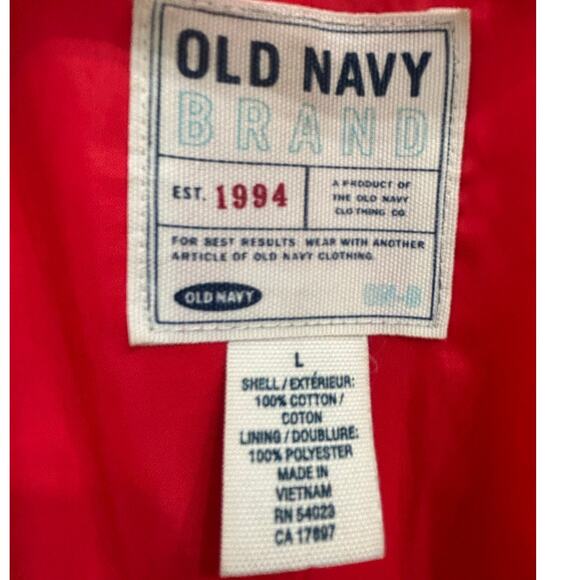 OLD NAVY
BRAND
EST. 1994
A PRODUCT OF
THE OLD NAVY
CLOTHING CO.
FOR BEST RESULTS WEAR WITH ANOTHER
ARTICLE OF OLD NAVY CLOTHING.
OLD NAVY
L
SHELL/EXTÉRIEUR:
100% COTTON/
COTON
LINING/DOUBLURE:
100% POLYESTER
MADE IN
VIETNAM
RN 54023
CA 17897